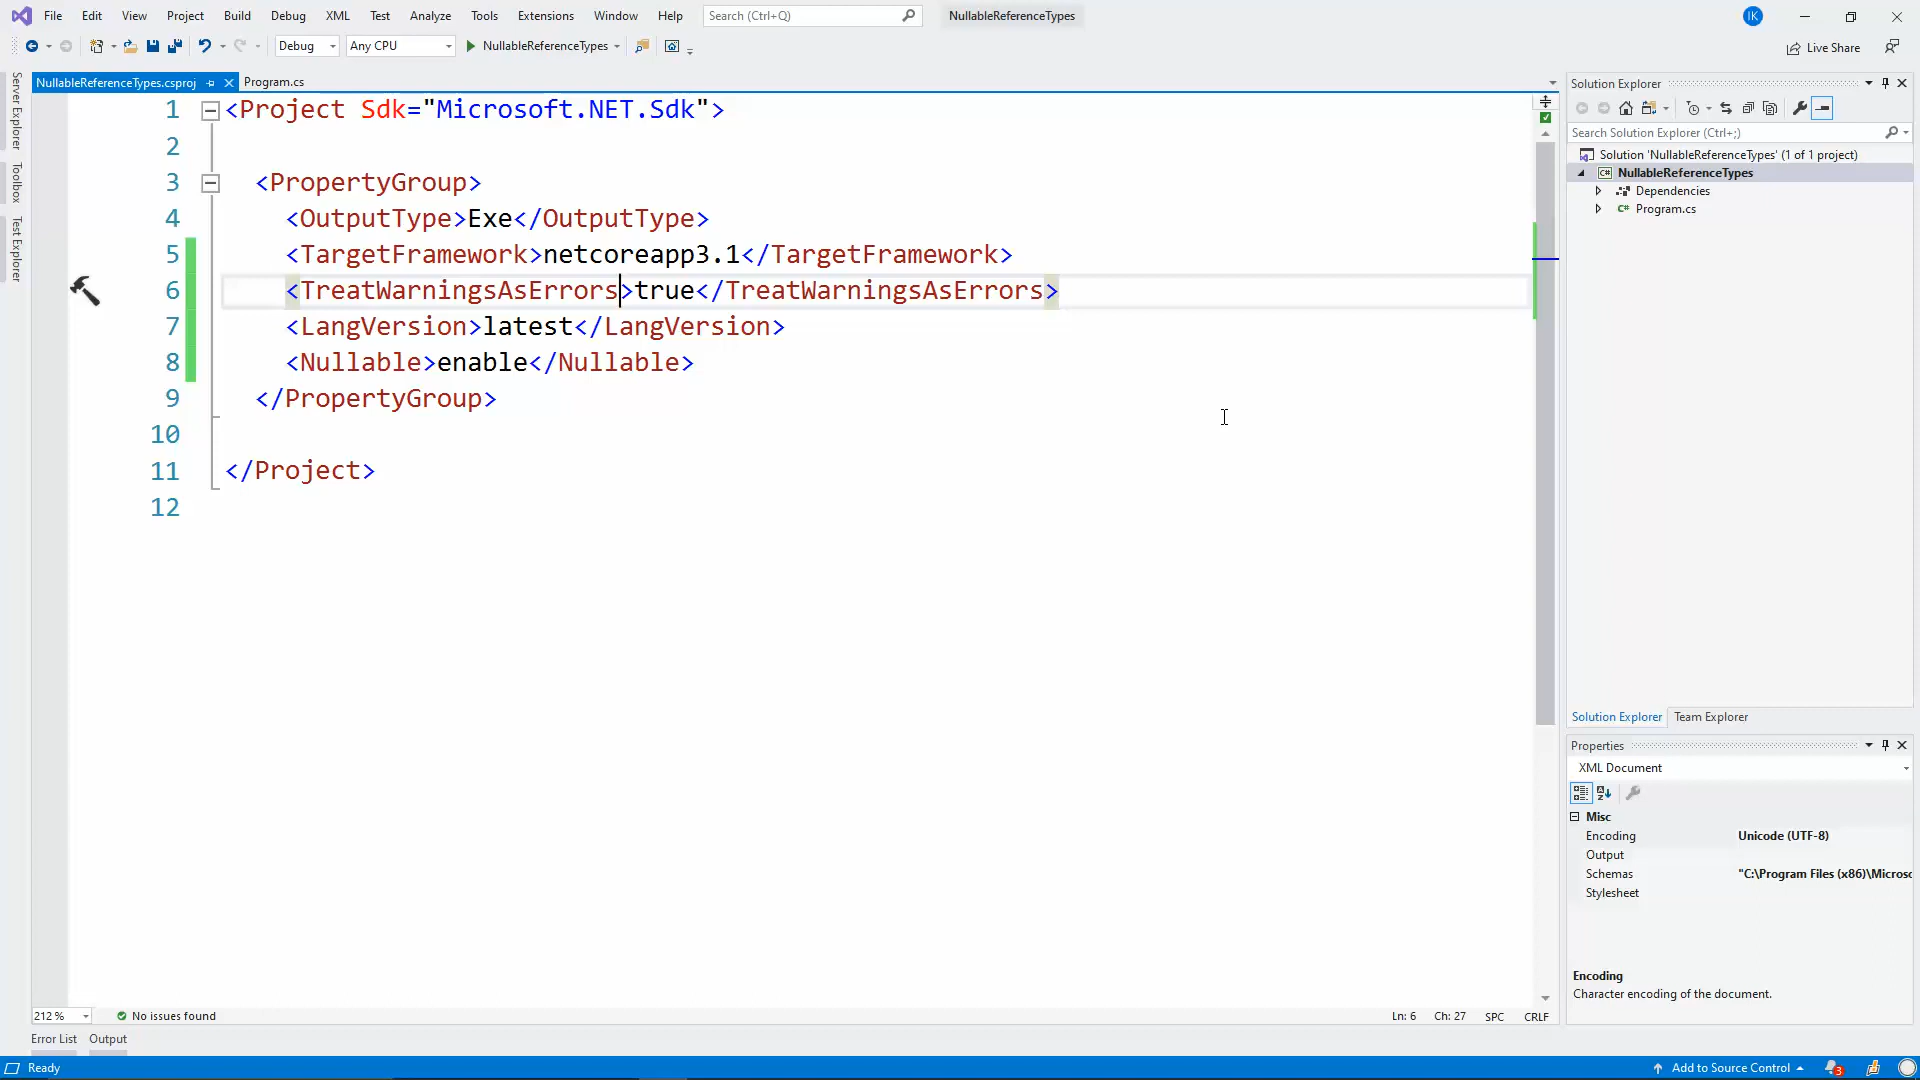 File Edit View Project Build Debug XML Test Analyze Tools Extensions Window Help Search (Ctrl+Q) NullableReferenceTypes IK
Debug Any CPU NullableReferenceTypes Live Share
NullableReferenceTypes.csproj Program.cs
Server Explorer
Toolbox
Test Explorer
1 <Project Sdk="Microsoft.NET.Sdk">
2
3 <PropertyGroup>
4 <OutputType>Exe</OutputType>
5 <TargetFramework>netcoreapp3.1</TargetFramework>
6 <TreatWarningsAsErrors>true</TreatWarningsAsErrors>
7 <LangVersion>latest</LangVersion>
8 <Nullable>enable</Nullable>
9 </PropertyGroup>
10
11 </Project>
12
212 % No issues found Ln: 6 Ch: 27 SPC CRLF
Error List Output
Solution Explorer
Search Solution Explorer (Ctrl+;)
Solution 'NullableReferenceTypes' (1 of 1 project)
C# NullableReferenceTypes
Dependencies
C# Program.cs
Solution Explorer Team Explorer
Properties
XML Document
Misc
Encoding Unicode (UTF-8)
Output
Schemas "C:\Program Files (x86)\Microsc
Stylesheet
Encoding
Character encoding of the document.
Ready Add to Source Control 3